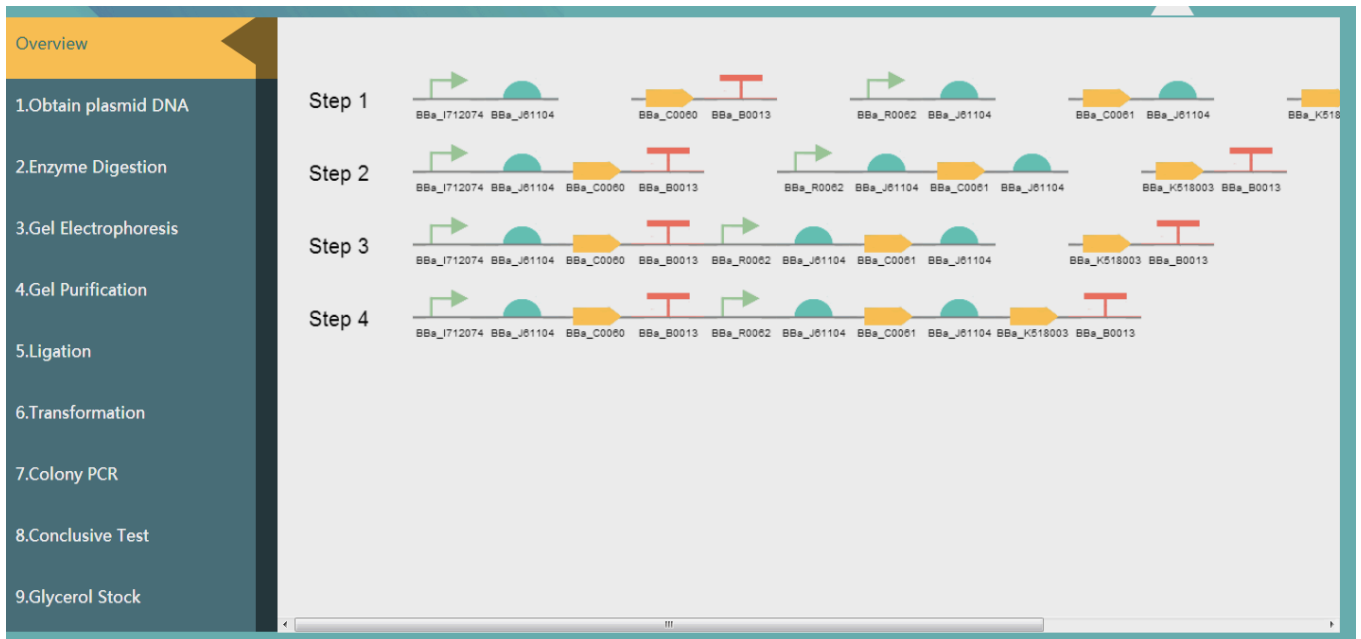 Overview
1.Obtain plasmid DNA
2.Enzyme Digestion
3.Gel Electrophoresis
4.Gel Purification
5.Ligation
6.Transformation
7.Colony PCR
8.Conclusive Test
9.Glycerol Stock
Step 1
BBa_I712074 BBa_J61104 BBa_C0060 BBa_B0013 BBa_R0062 BBa_J61104 BBa_C0061 BBa_J61104 BBa_K518
Step 2
BBa_I712074 BBa_J61104 BBa_C0060 BBa_B0013 BBa_R0062 BBa_J61104 BBa_C0061 BBa_J61104 BBa_K518003 BBa_B0013
Step 3
BBa_I712074 BBa_J61104 BBa_C0060 BBa_B0013 BBa_R0062 BBa_J61104 BBa_C0061 BBa_J61104 BBa_K518003 BBa_B0013
Step 4
BBa_I712074 BBa_J61104 BBa_C0060 BBa_B0013 BBa_R0062 BBa_J61104 BBa_C0061 BBa_J61104 BBa_K518003 BBa_B0013